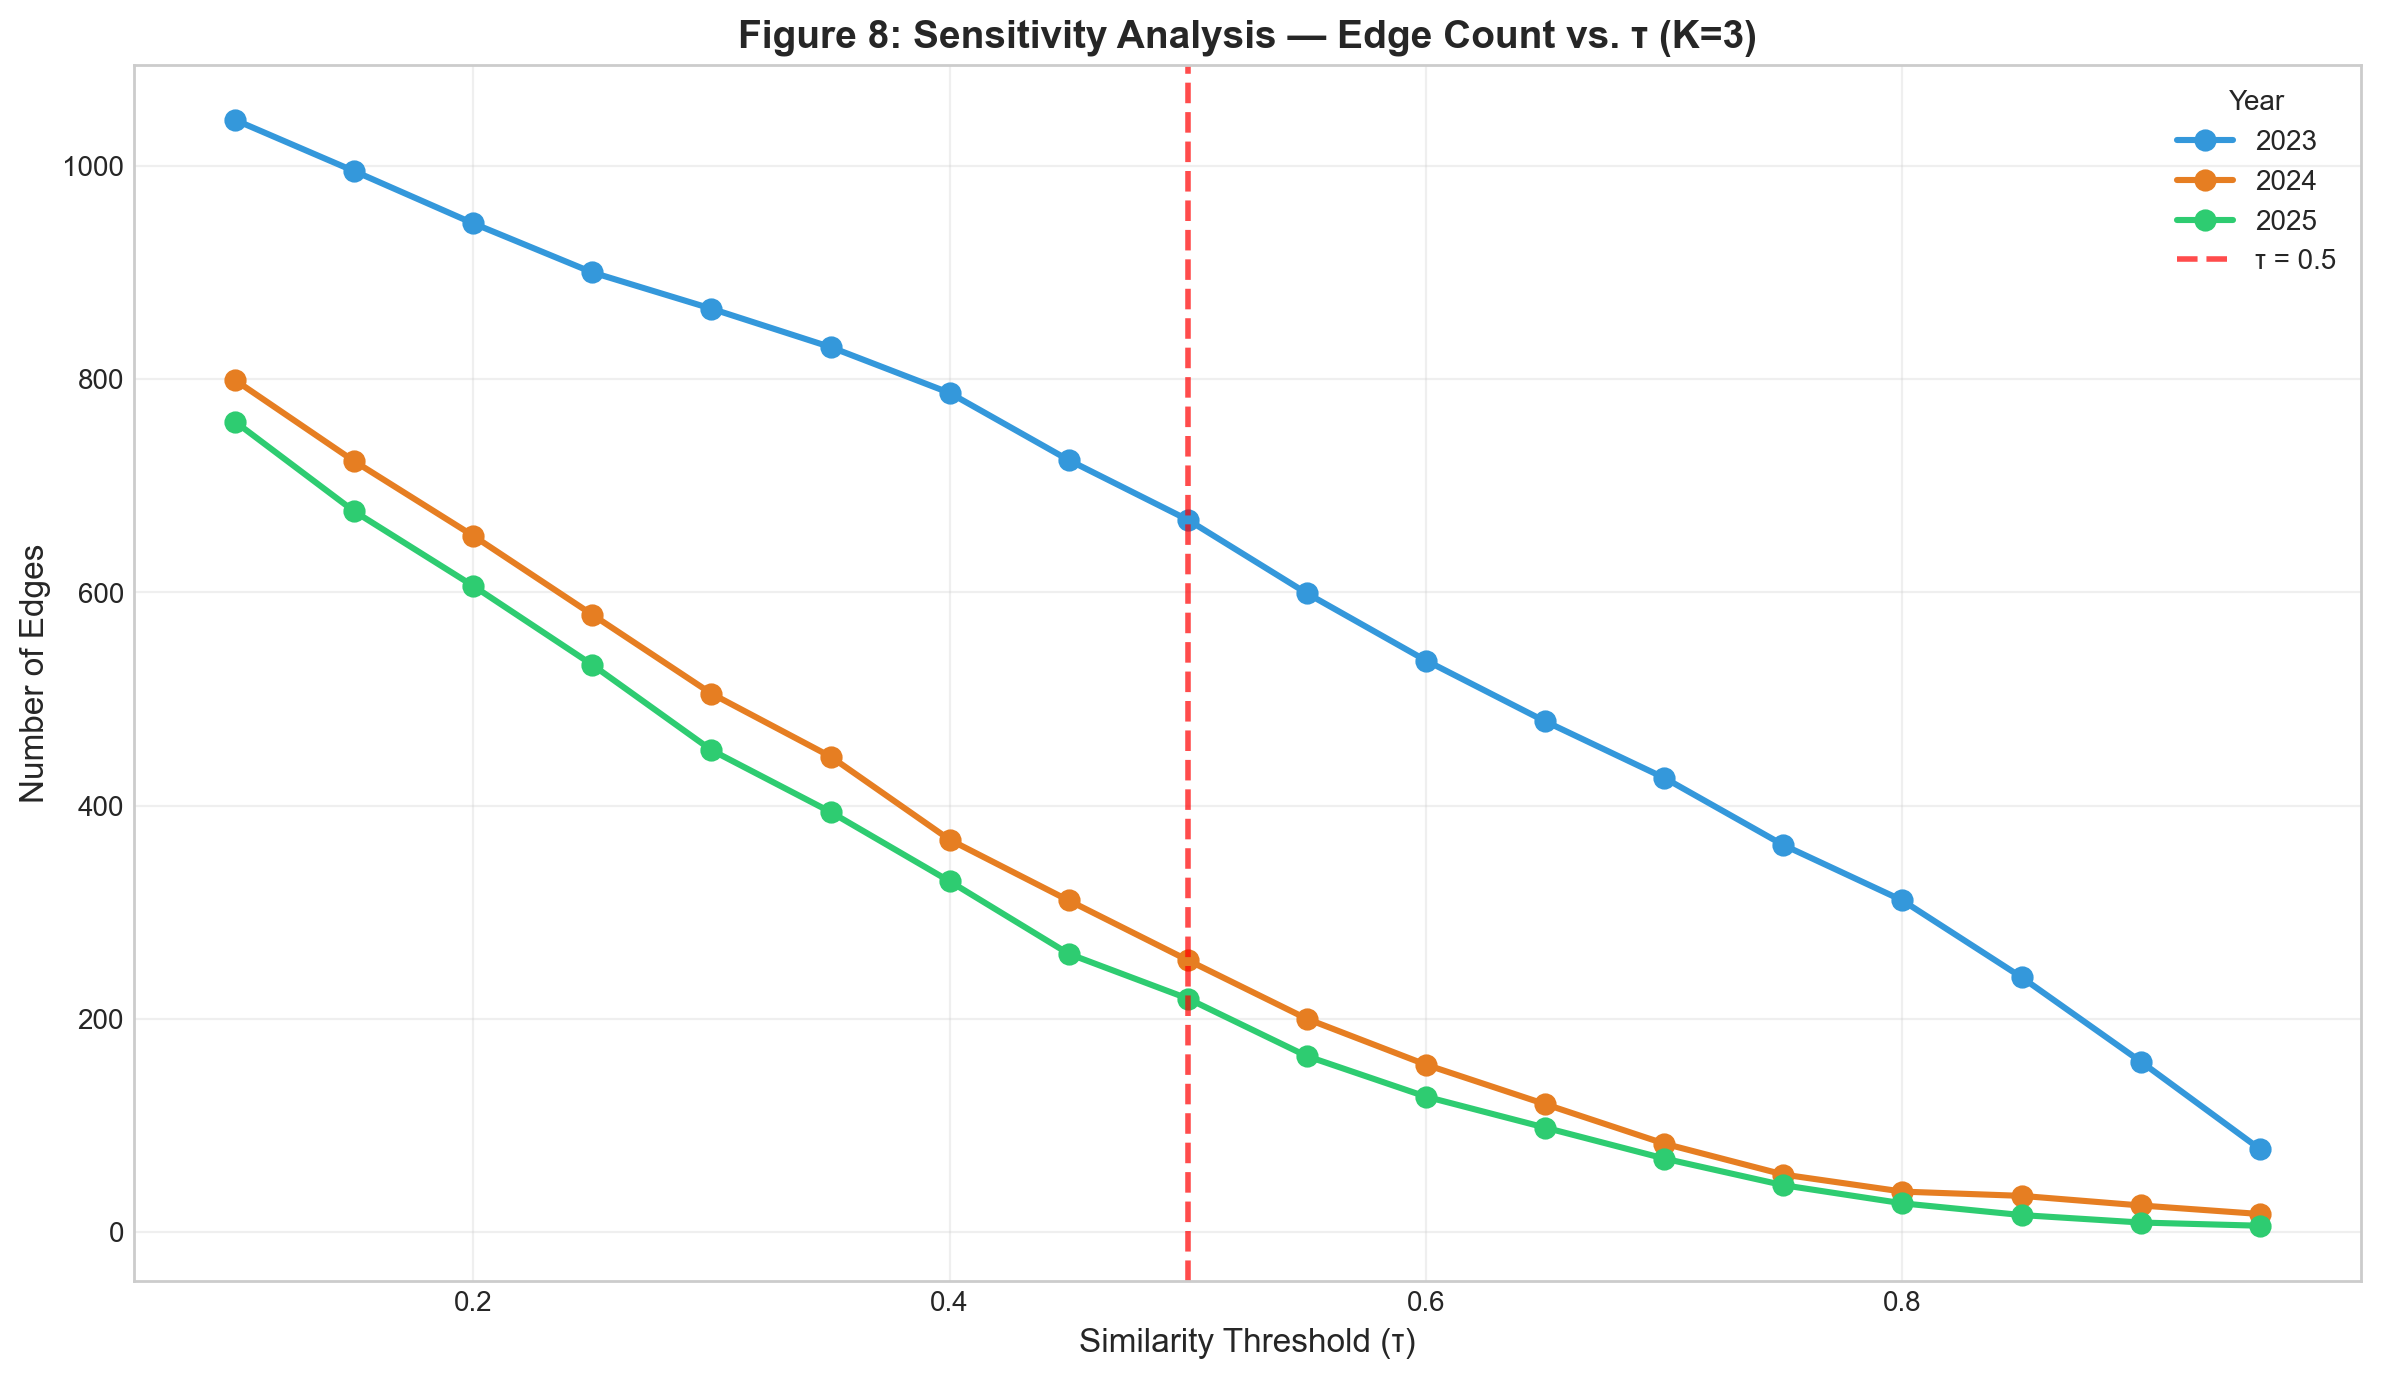 Figure 8: Sensitivity Analysis — Edge Count vs. τ (K=3)
Year
2023
2024
2025
τ = 0.5
Number of Edges
1000
800
600
400
200
0
0.2
0.4
0.6
0.8
Similarity Threshold (τ)